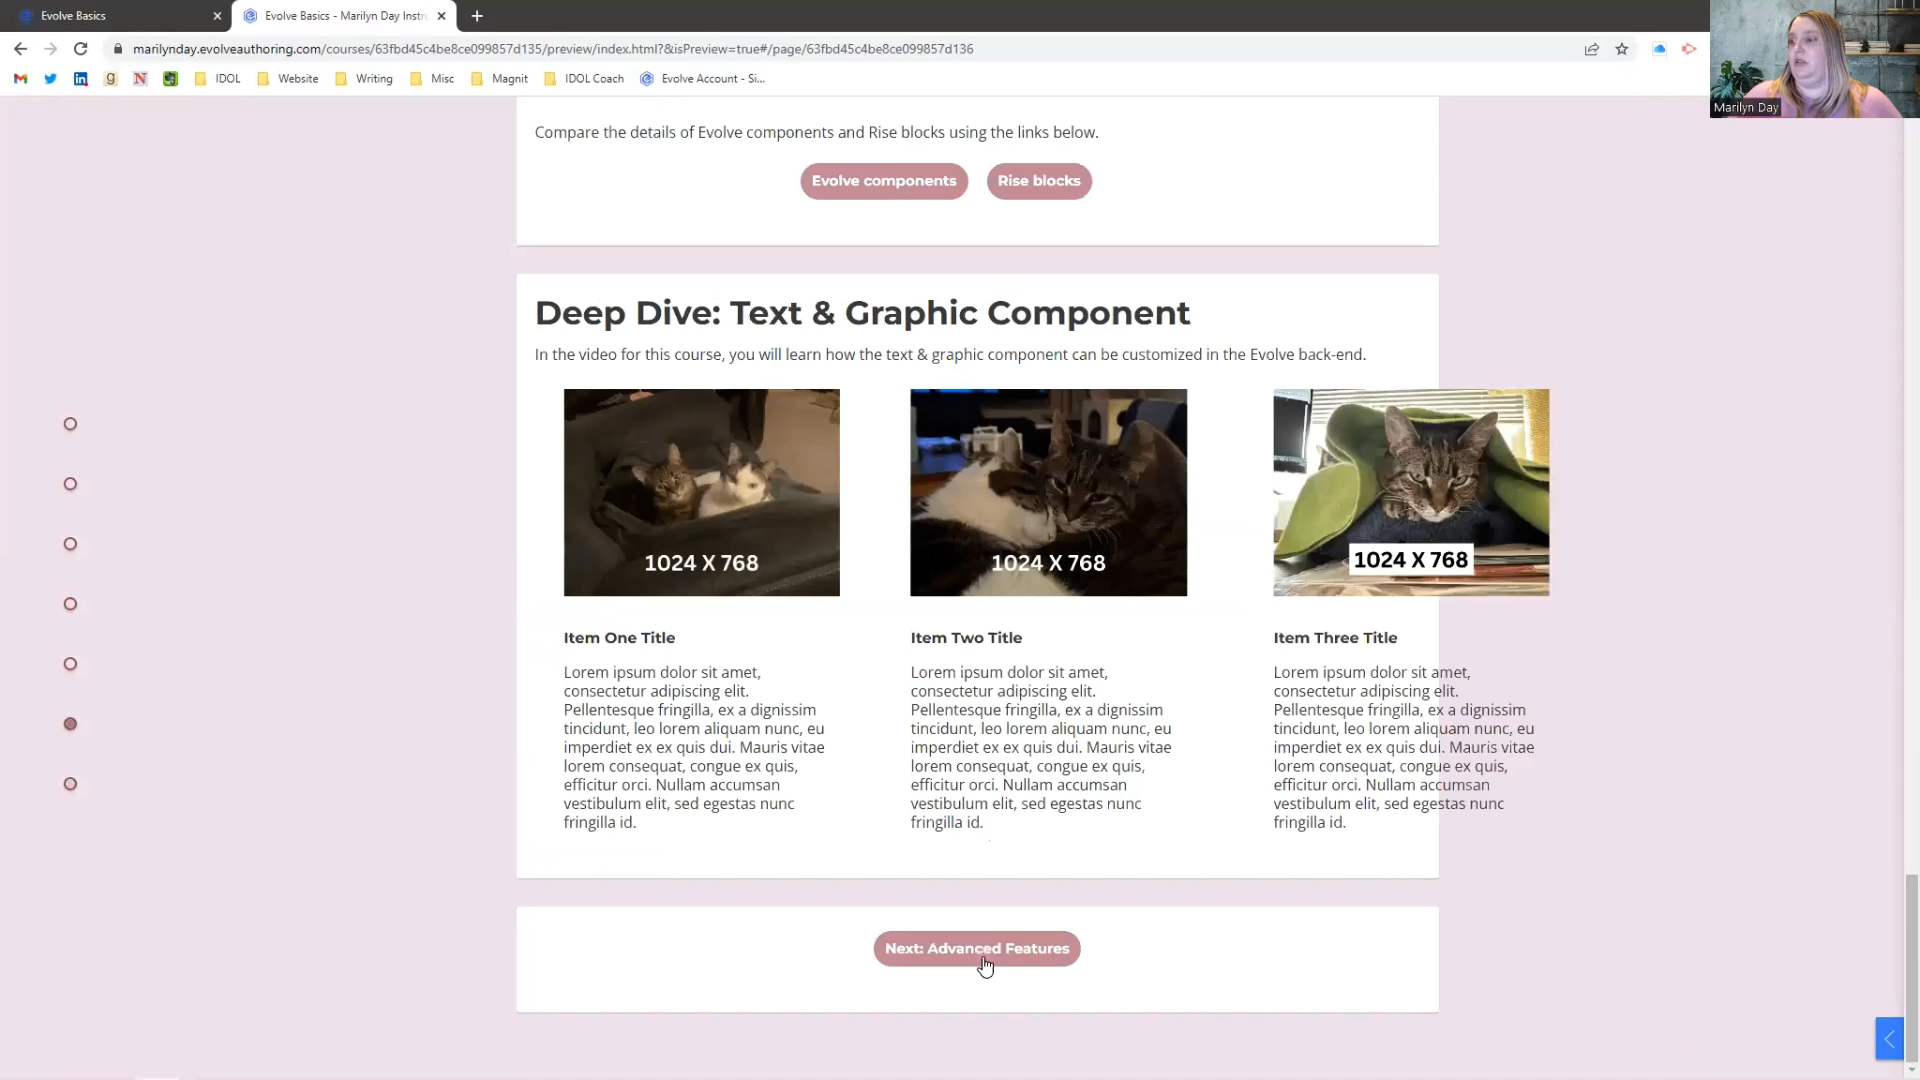 Evolve Basics
Evolve Basics - Marilyn Day Instr
marilynday.evolveauthoring.com/courses/63fbd45c4be8ce099857d135/preview/index.html?&isPreview=true#/page/63fbd45c4be8ce099857d136
IDOL
Website
Writing
Misc
Magnit
IDOL Coach
Evolve Account - Si...
Marilyn Day
Compare the details of Evolve components and Rise blocks using the links below.
Evolve components
Rise blocks
Deep Dive: Text & Graphic Component
In the video for this course, you will learn how the text & graphic component can be customized in the Evolve back-end.
1024 X 768
1024 X 768
1024 X 768
Item One Title
Lorem ipsum dolor sit amet,
consectetur adipiscing elit.
Pellentesque fringilla, ex a dignissim
tincidunt, leo lorem aliquam nunc, eu
imperdiet ex ex quis dui. Mauris vitae
lorem consequat, congue ex quis,
efficitur orci. Nullam accumsan
vestibulum elit, sed egestas nunc
fringilla id.
Item Two Title
Lorem ipsum dolor sit amet,
consectetur adipiscing elit.
Pellentesque fringilla, ex a dignissim
tincidunt, leo lorem aliquam nunc, eu
imperdiet ex ex quis dui. Mauris vitae
lorem consequat, congue ex quis,
efficitur orci. Nullam accumsan
vestibulum elit, sed egestas nunc
fringilla id.
Item Three Title
Lorem ipsum dolor sit amet,
consectetur adipiscing elit.
Pellentesque fringilla, ex a dignissim
tincidunt, leo lorem aliquam nunc, eu
imperdiet ex ex quis dui. Mauris vitae
lorem consequat, congue ex quis,
efficitur orci. Nullam accumsan
vestibulum elit, sed egestas nunc
fringilla id.
Next: Advanced Features